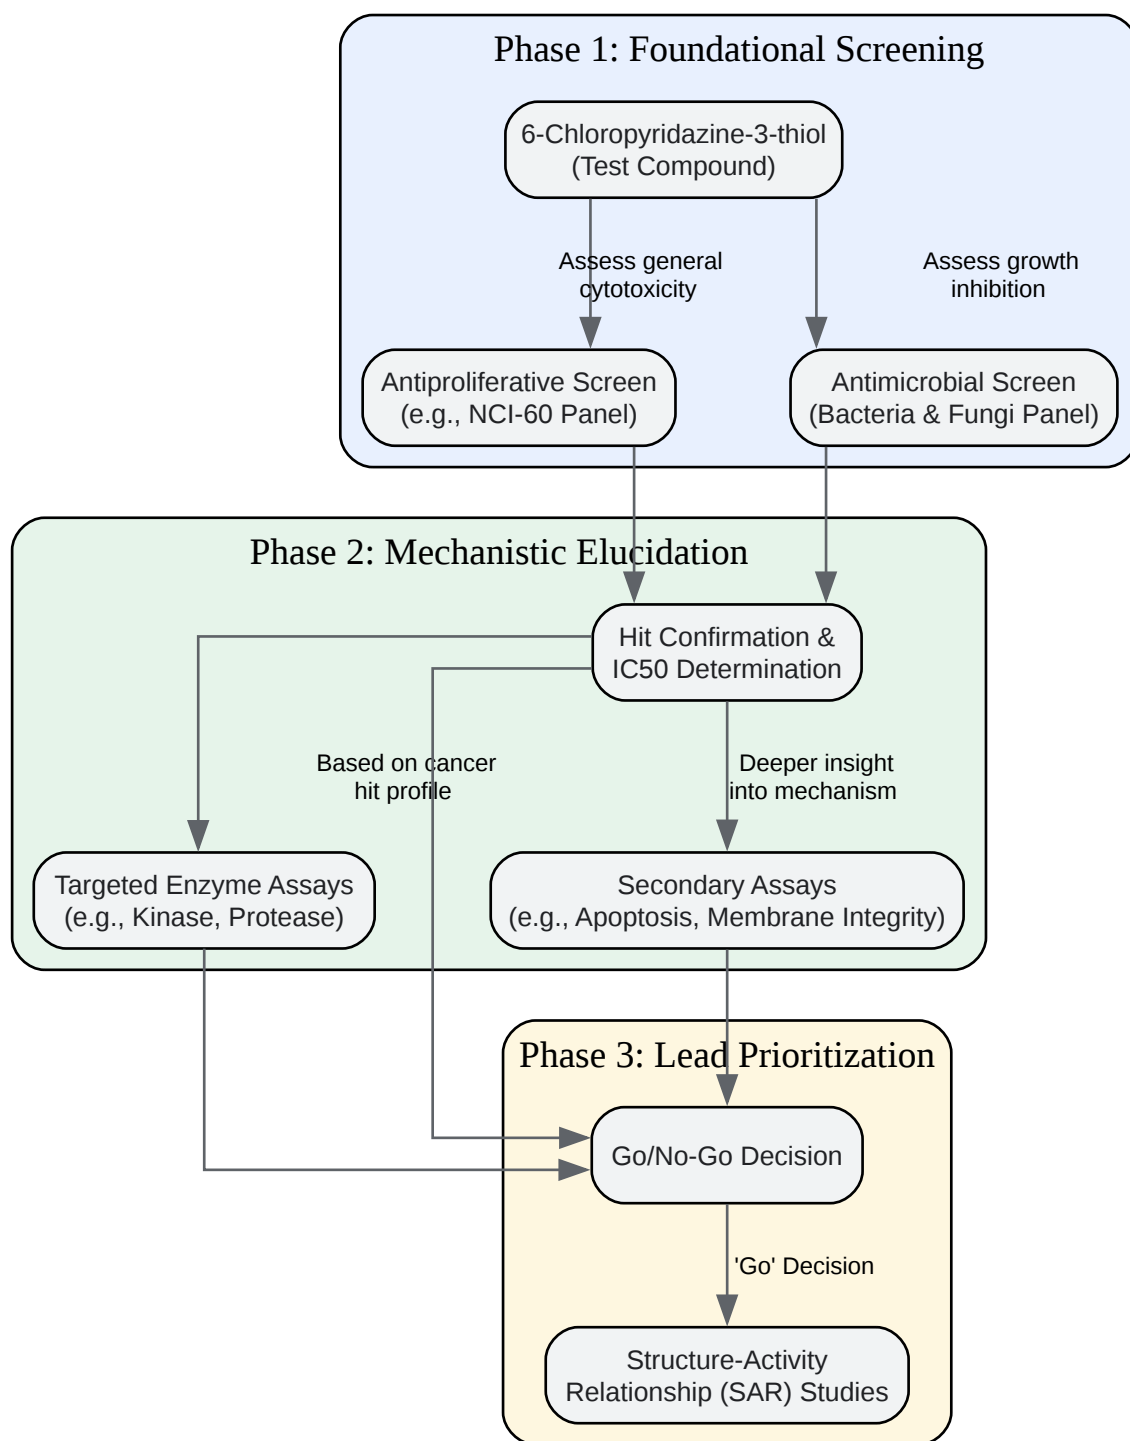 Phase 1: Foundational Screening
6-Chloropyridazine-3-thiol
(Test Compound)
Assess general
cytotoxicity
Assess growth
inhibition
Antiproliferative Screen
(e.g., NCI-60 Panel)
Antimicrobial Screen
(Bacteria & Fungi Panel)
Phase 2: Mechanistic Elucidation
Hit Confirmation &
IC50 Determination
Based on cancer
hit profile
Deeper insight
into mechanism
Targeted Enzyme Assays
(e.g., Kinase, Protease)
Secondary Assays
(e.g., Apoptosis, Membrane Integrity)
Phase 3: Lead Prioritization
Go/No-Go Decision
'Go' Decision
Structure-Activity
Relationship (SAR) Studies